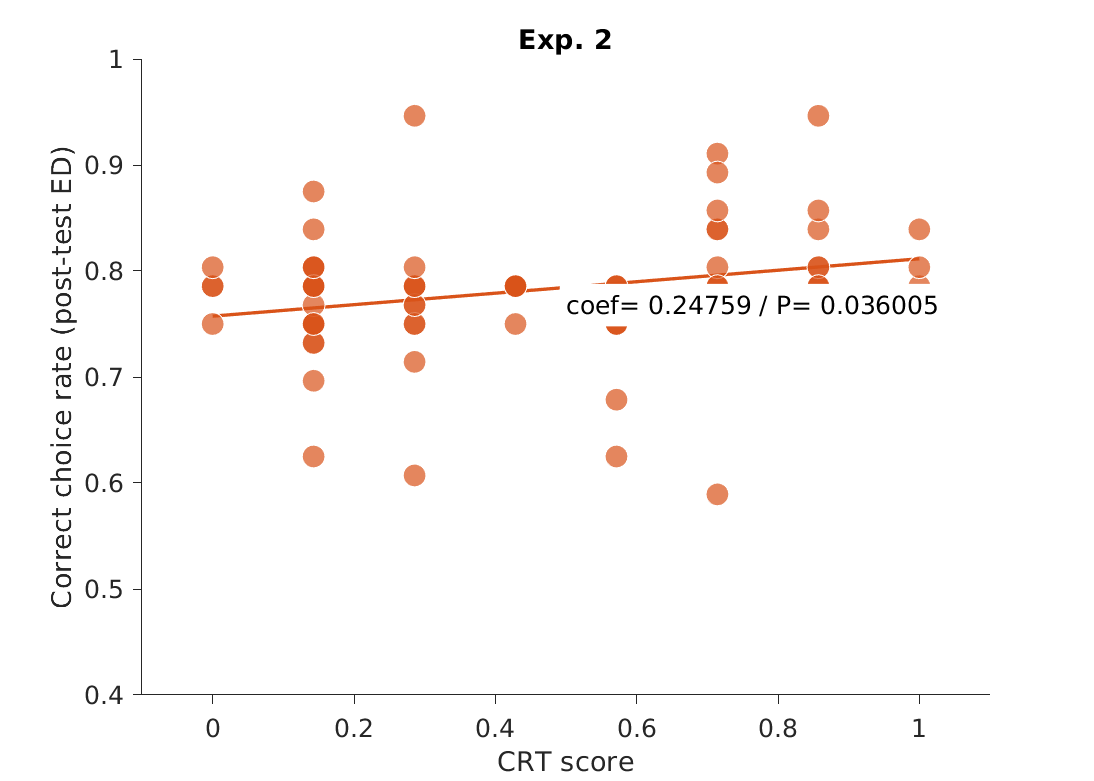 Exp. 2
1
0.9
0.8
0.7
0.6
0.5
0.4
Correct choice rate (post-test ED)
coef= 0.24759 / P= 0.036005
0 0.2 0.4 0.6 0.8 1
CRT score